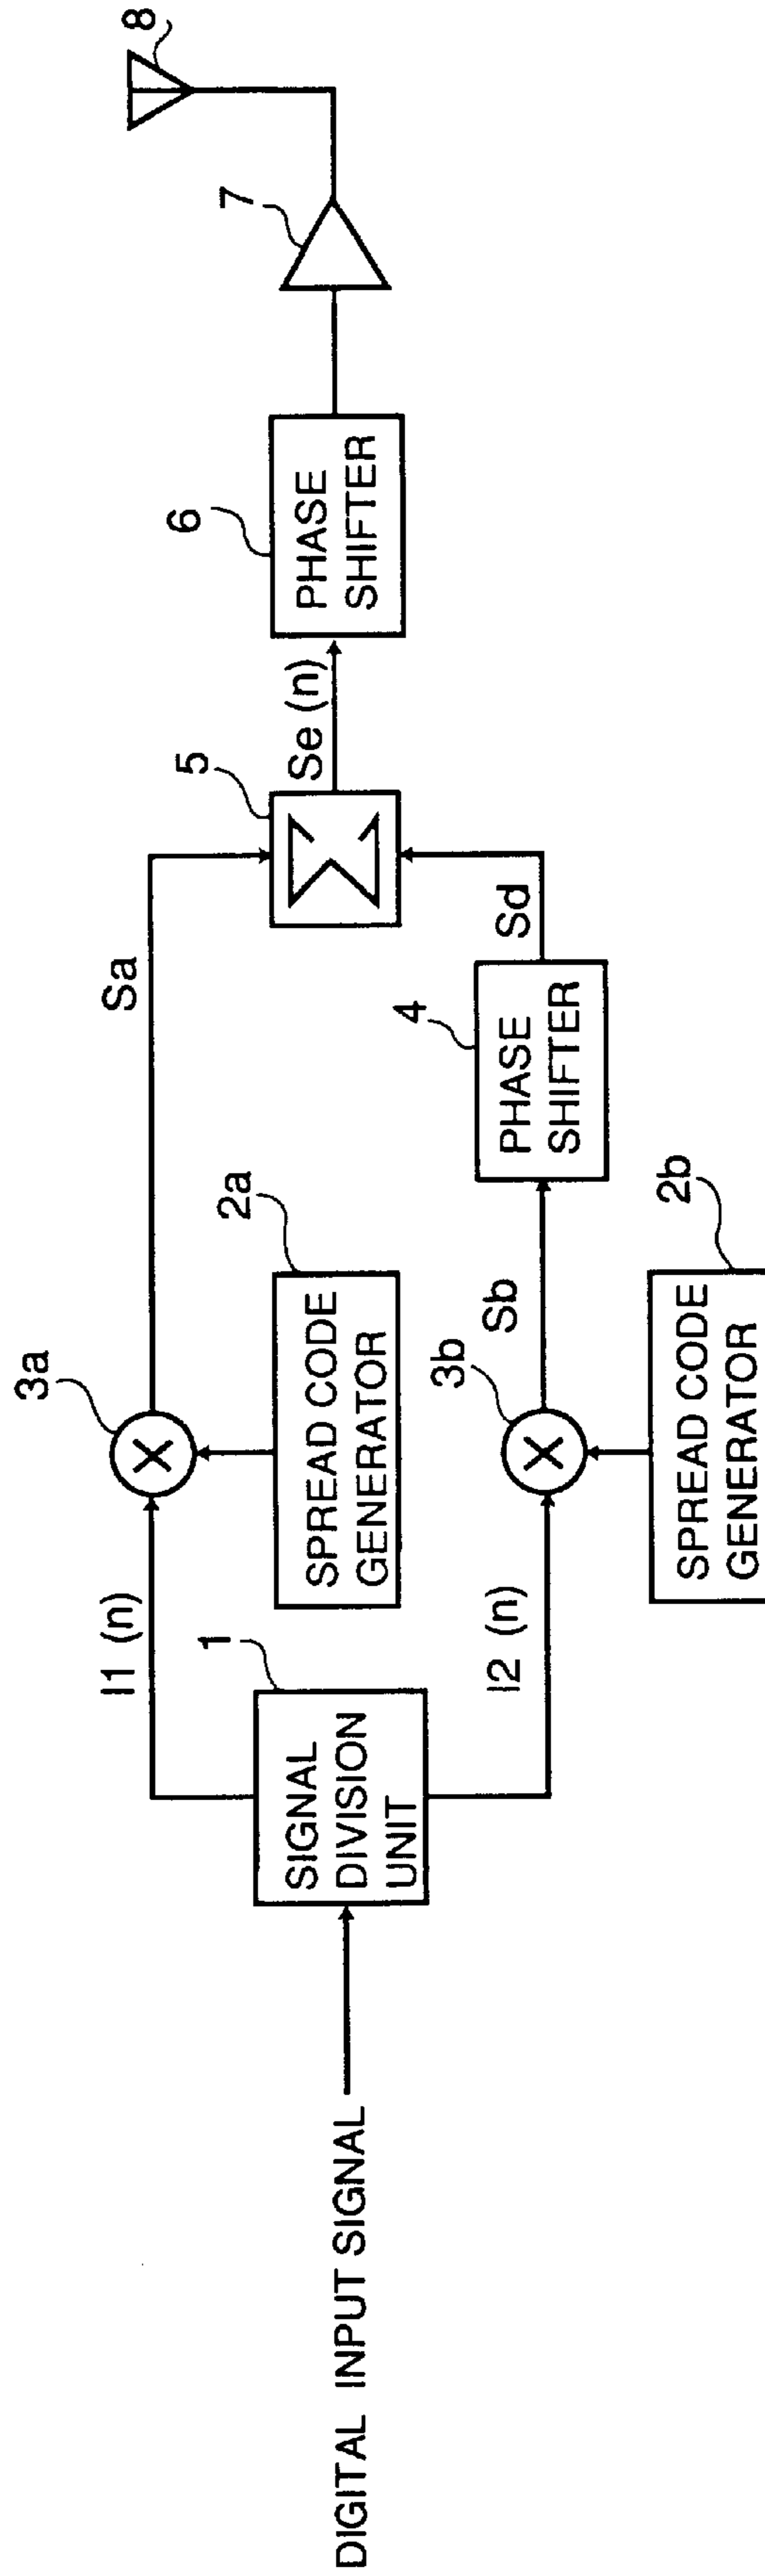 DIGITAL INPUT SIGNAL
SIGNAL
DIVISION
UNIT
1
I1 (n)
I2 (n)
3a
SPREAD CODE
GENERATOR
2a
3b
SPREAD CODE
GENERATOR
2b
Sa
Sb
PHASE
SHIFTER
4
Sd
5
Σ
Se (n)
PHASE
SHIFTER
6
7
8